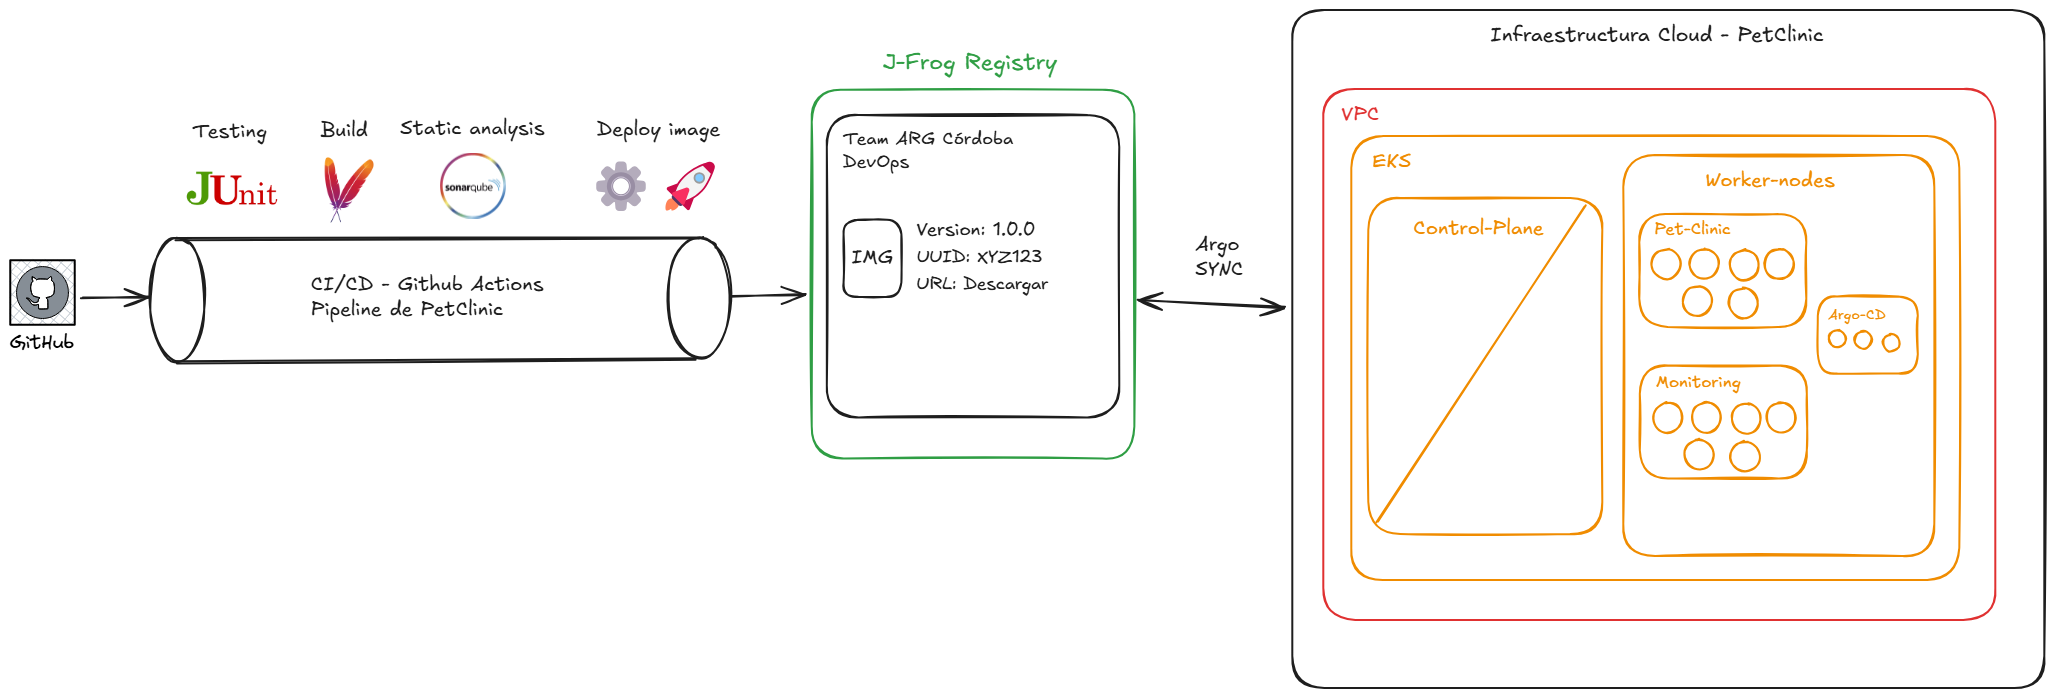 Infraestructura Cloud - PetClinic
J-Frog Registry
VPC
Testing
Build
Static analysis
Deploy image
JUnit
sonarqube
Team ARG Córdoba
DevOps
EKS
Worker-nodes
Control-Plane
Pet-Clinic
IMG
Version: 1.0.0
UUID: XYZ123
URL: Descargar
Argo
SYNC
CI/CD - Github Actions
Pipeline de PetClinic
GitHub
Argo-CD
Monitoring